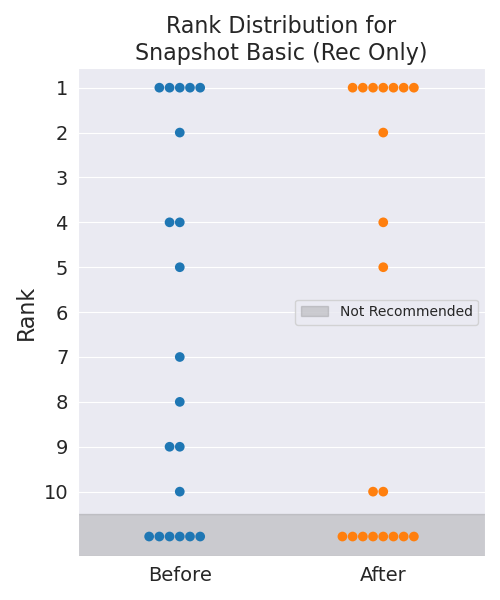 Rank Distribution for
Snapshot Basic (Rec Only)
Rank
1
2
3
4
5
6
7
8
9
10
Not Recommended
Before
After